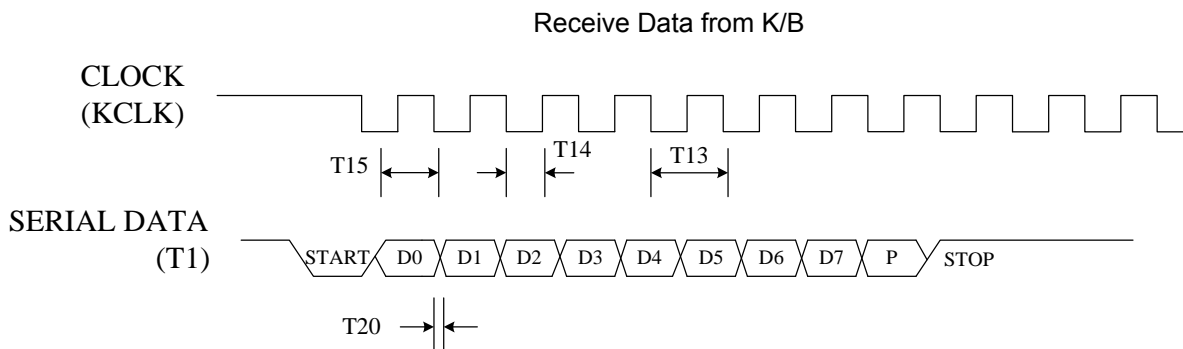 Receive Data from K/B
CLOCK
(KCLK)
T15
T14
T13
SERIAL DATA
(T1)
START
D0
D1
D2
D3
D4
D5
D6
D7
P
STOP
T20